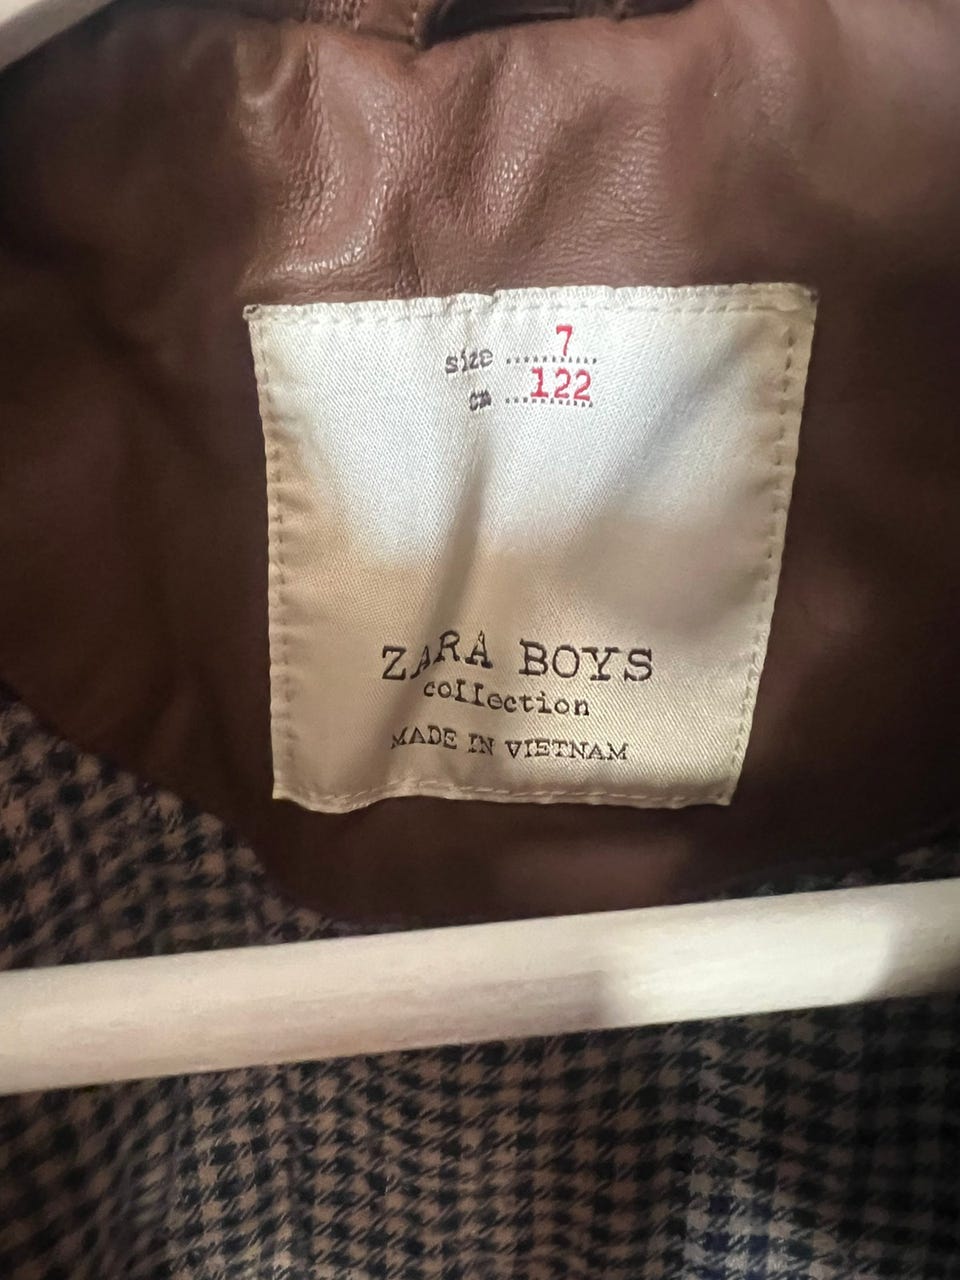 size 7
cm 122
ZARA BOYS
collection
MADE IN VIETNAM